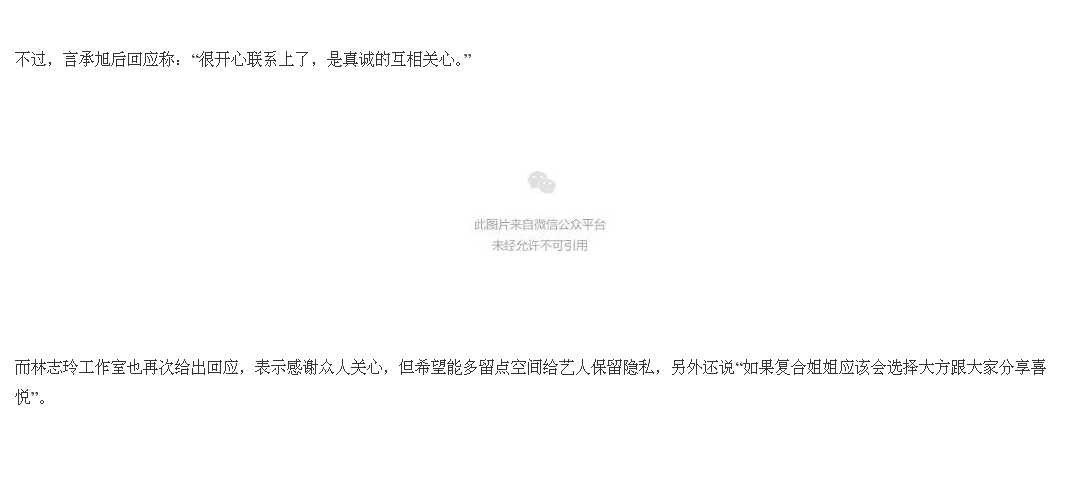 不过，言承旭后回应称：“很开心联系上了，是真诚的互相关心。”
此图片来自微信公众平台
未经允许不可引用
而林志玲工作室也再次给出回应，表示感谢众人关心，但希望能多留点空间给艺人保留隐私，另外还说“如果复合姐姐应该会选择大方跟大家分享喜
悦”。